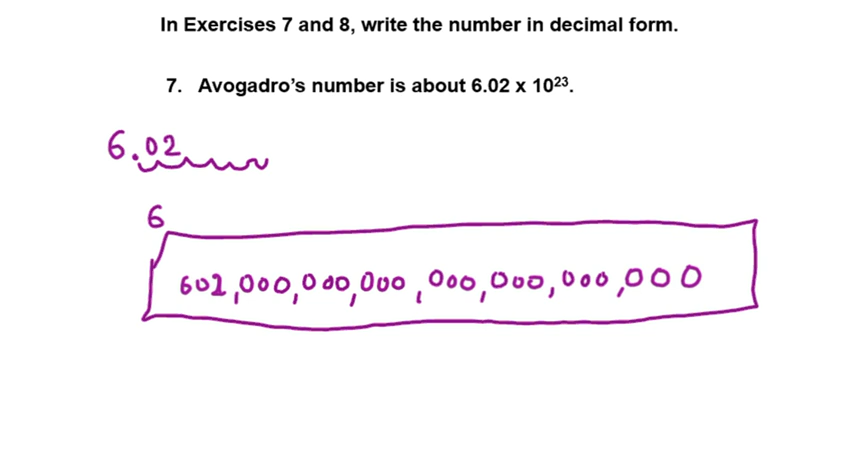 In Exercises 7 and 8, write the number in decimal form.
7. Avogadro's number is about 6.02 x 10²³.
6.02
6
602,000,000,000,000,000,000,000